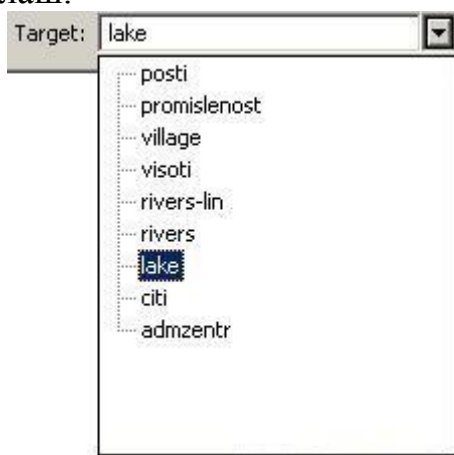 Target: lake
posti
promislenost
village
visoti
rivers-lin
rivers
lake
citi
admzentr